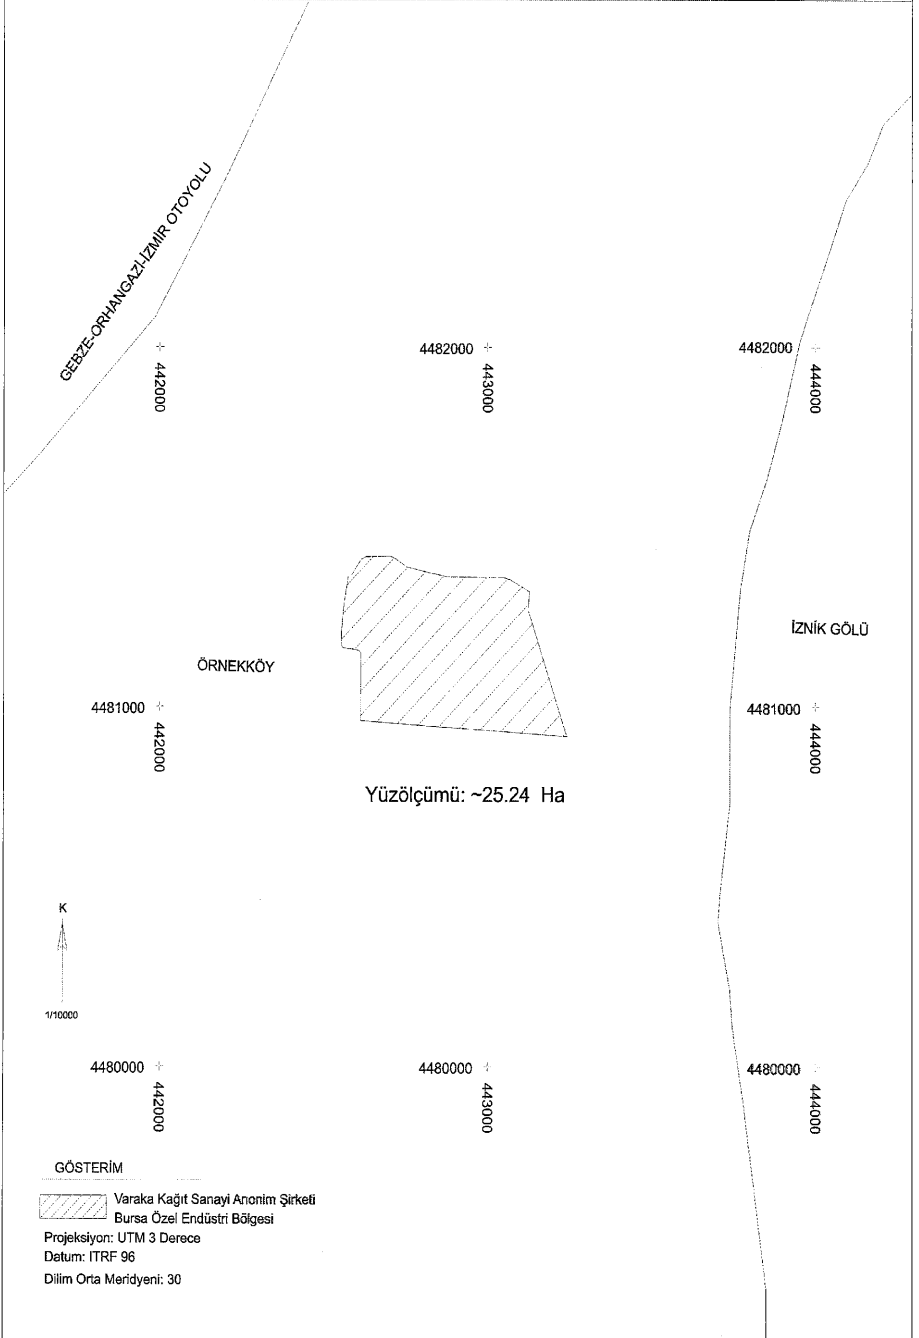 GEBZE-ORHANGAZİ-İZMİR OTOYOLU
442000
4482000
443000
4482000
444000
İZNİK GÖLÜ
ÖRNEKKÖY
4481000
442000
4481000
444000
Yüzölçümü: ~25.24 Ha
K
1/10000
4480000
442000
4480000
443000
4480000
444000
GÖSTERİM
Varaka Kağıt Sanayi Anonim Şirketi
Bursa Özel Endüstri Bölgesi
Projeksiyon: UTM 3 Derece
Datum: ITRF 96
Dilim Orta Meridyeni: 30